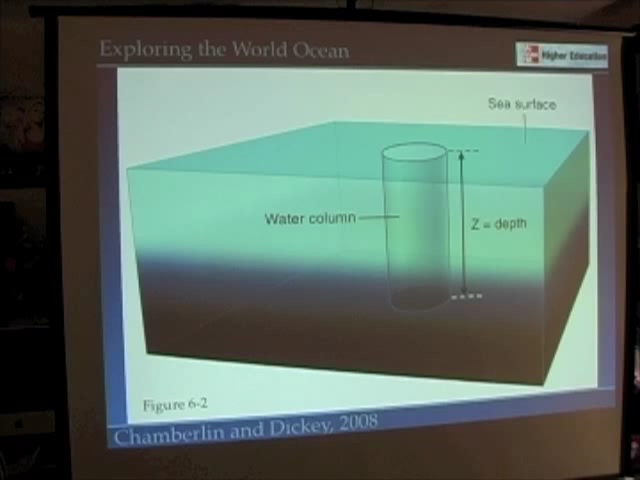 Exploring the World Ocean
Higher Education
Sea surface
Water column
Z = depth
Figure 6-2
Chamberlin and Dickey, 2008